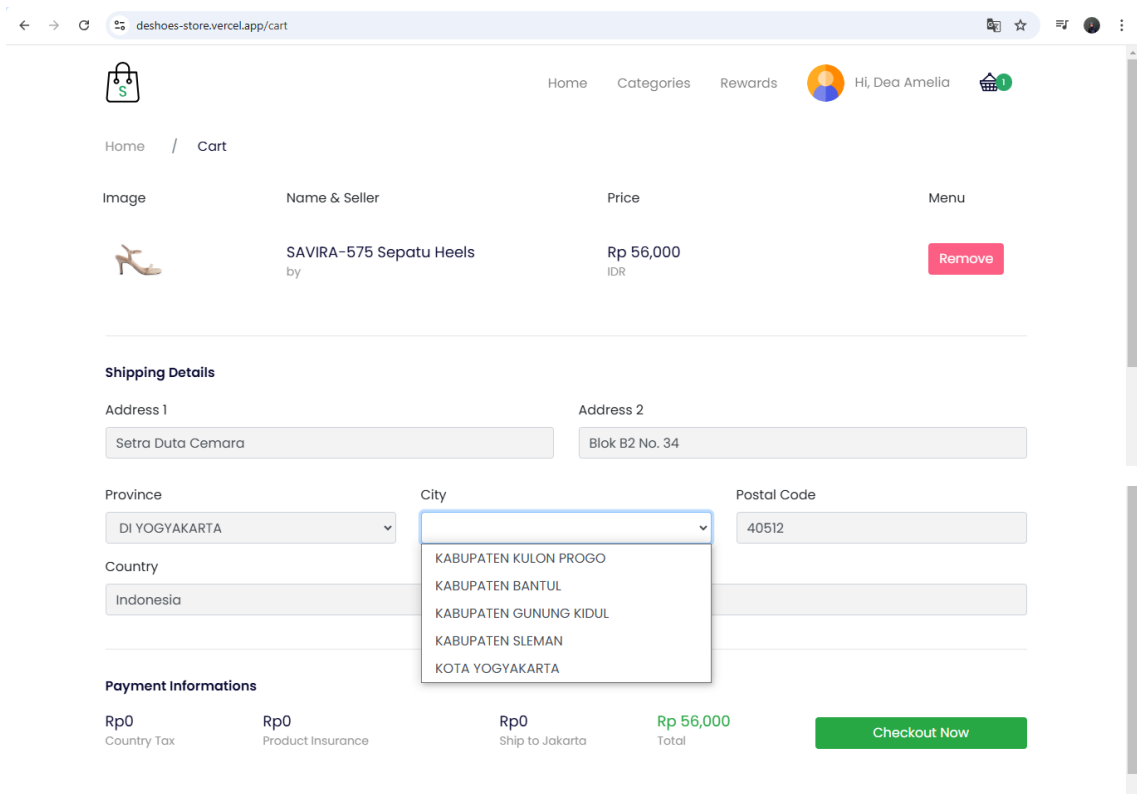 deshoes-store.vercel.app/cart
S
Home Categories Rewards Hi, Dea Amelia 1
Home / Cart
Image Name & Seller Price Menu
SAVIRA-575 Sepatu Heels Rp 56,000 Remove
by IDR
Shipping Details
Address 1 Address 2
Setra Duta Cemara Blok B2 No. 34
Province City Postal Code
DI YOGYAKARTA 40512
KABUPATEN KULON PROGO
Country
KABUPATEN BANTUL
Indonesia
KABUPATEN GUNUNG KIDUL
KABUPATEN SLEMAN
KOTA YOGYAKARTA
Payment Informations
Rp0 Rp0 Rp0 Rp 56,000 Checkout Now
Country Tax Product Insurance Ship to Jakarta Total